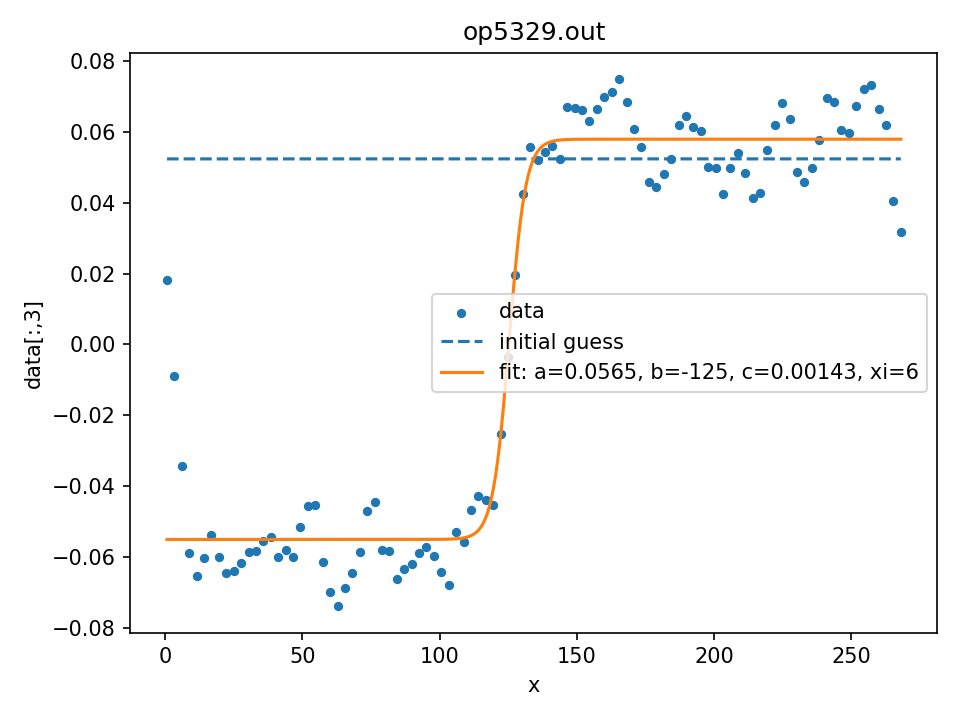 op5329.out
0.08
0.06
0.04
0.02
0.00
−0.02
−0.04
−0.06
−0.08
data[:,3]
data
initial guess
fit: a=0.0565, b=-125, c=0.00143, xi=6
0 50 100 150 200 250
x